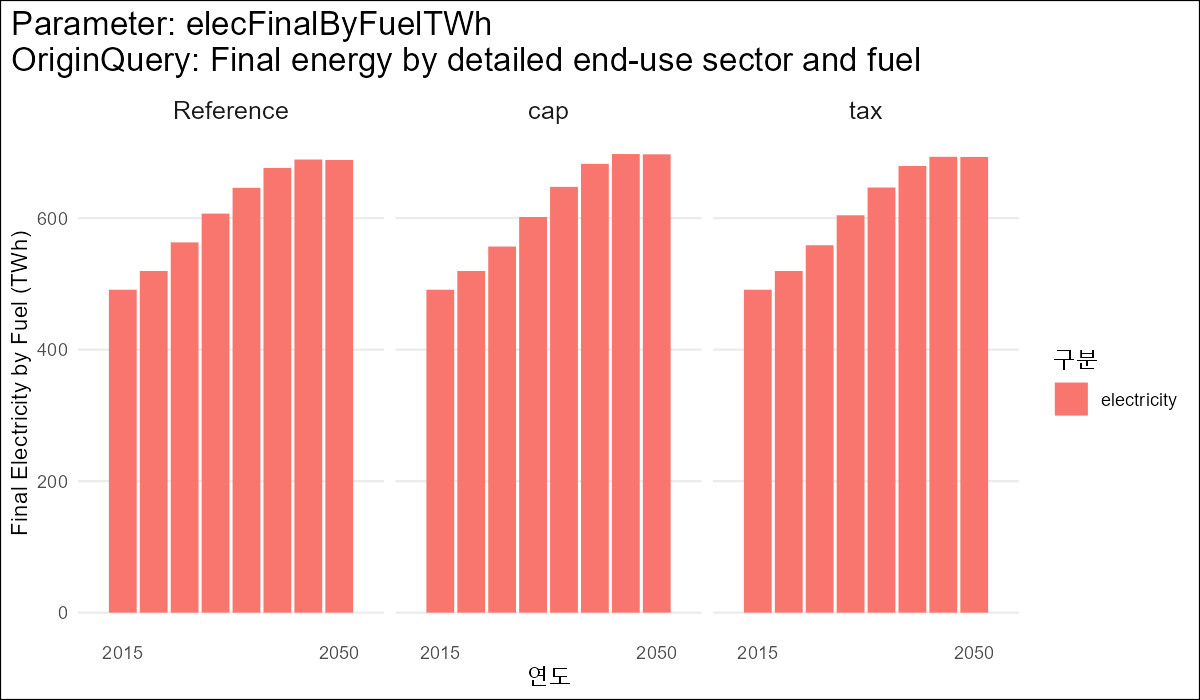 Parameter: elecFinalByFuelTWh
OriginQuery: Final energy by detailed end-use sector and fuel
Reference cap tax
Final Electricity by Fuel (TWh)
600
400
200
0
2015 2050 2015 2050 2015 2050
연도
구분
electricity